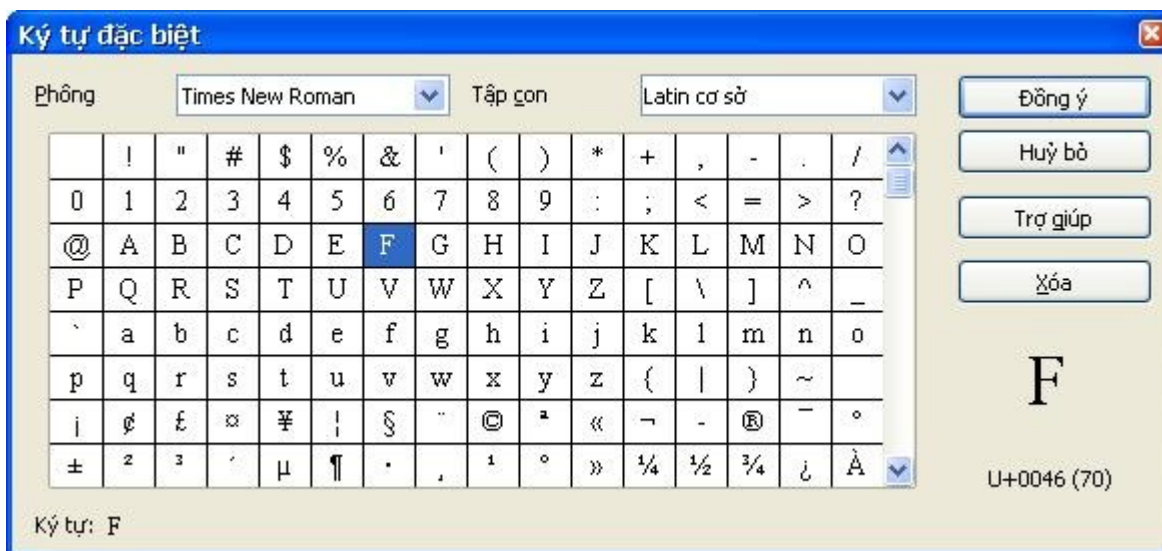 Ký tự đặc biệt
Phông Times New Roman Tập con Latin cơ sở Đồng ý
! " # $ % & ' ( ) * + , - . / Huỷ bỏ
0 1 2 3 4 5 6 7 8 9 : ; < = > ? Trợ giúp
@ A B C D E F G H I J K L M N O
P Q R S T U V W X Y Z [ \ ] ^ _ Xóa
` a b c d e f g h i j k l m n o
p q r s t u v w x y z { | } ~ F
¡ ¢ £ ¤ ¥ ¦ § ¨ © ª « ¬ - ® ¯ °
± ² ³ ´ µ ¶ · ¸ ¹ º » ¼ ½ ¾ ¿ À U+0046 (70)
Ký tự: F